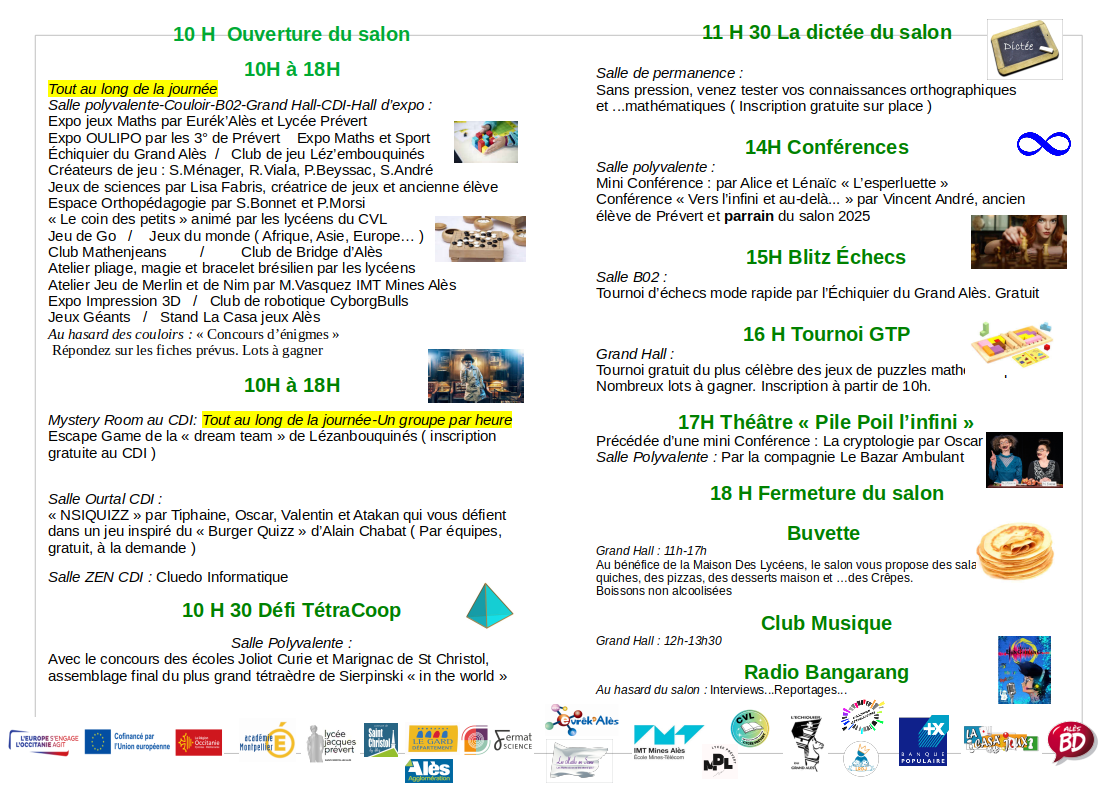 10 H Ouverture du salon
10H à 18H
Tout au long de la journée
Salle polyvalente-Couloir-B02-Grand Hall-CDI-Hall d'expo :
Expo jeux Maths par Eurék'Alès et Lycée Prévert
Expo OULIPO par les 3° de Prévert Expo Maths et Sport
Échiquier du Grand Alès / Club de jeu Léz'embouquinés
Créateurs de jeu : S.Ménager, R.Viala, P.Beyssac, S.André
Jeux de sciences par Lisa Fabris, créatrice de jeux et ancienne élève
Espace Orthopédagogie par S.Bonnet et P.Morsi
« Le coin des petits » animé par les lycéens du CVL
Jeu de Go / Jeux du monde ( Afrique, Asie, Europe… )
Club Mathenjeans / Club de Bridge d'Alès
Atelier pliage, magie et bracelet brésilien par les lycéens
Atelier Jeu de Merlin et de Nim par M.Vasquez IMT Mines Alès
Expo Impression 3D / Club de robotique CyborgBulls
Jeux Géants / Stand La Casa jeux Alès
Au hasard des couloirs : « Concours d'énigmes »
Répondez sur les fiches prévus. Lots à gagner
10H à 18H
Mystery Room au CDI: Tout au long de la journée-Un groupe par heure
Escape Game de la « dream team » de Lézanbouquinés ( inscription
gratuite au CDI )
Salle Ourtal CDI :
« NSIQUIZZ » par Tiphaine, Oscar, Valentin et Atakan qui vous défient
dans un jeu inspiré du « Burger Quizz » d'Alain Chabat ( Par équipes,
gratuit, à la demande )
Salle ZEN CDI : Cluedo Informatique
10 H 30 Défi TétraCoop
Salle Polyvalente :
Avec le concours des écoles Joliot Curie et Marignac de St Christol,
assemblage final du plus grand tétraèdre de Sierpinski « in the world »
11 H 30 La dictée du salon
Dictée
Salle de permanence :
Sans pression, venez tester vos connaissances orthographiques
et ...mathématiques ( Inscription gratuite sur place )
14H Conférences
Salle polyvalente :
Mini Conférence : par Alice et Lénaïc « L'esperluette »
Conférence « Vers l'infini et au-delà... » par Vincent André, ancien
élève de Prévert et parrain du salon 2025
15H Blitz Échecs
Salle B02 :
Tournoi d'échecs mode rapide par l'Échiquier du Grand Alès. Gratuit
16 H Tournoi GTP
Grand Hall :
Tournoi gratuit du plus célèbre des jeux de puzzles math
Nombreux lots à gagner. Inscription à partir de 10h.
17H Théâtre « Pile Poil l'infini »
Précédée d'une mini Conférence : La cryptologie par Oscar
Salle Polyvalente : Par la compagnie Le Bazar Ambulant
18 H Fermeture du salon
Buvette
Grand Hall : 11h-17h
Au bénéfice de la Maison Des Lycéens, le salon vous propose des sala
quiches, des pizzas, des desserts maison et …des Crêpes.
Boissons non alcoolisées
Club Musique
Grand Hall : 12h-13h30
Radio Bangarang
Au hasard du salon : Interviews...Reportages...
L'EUROPE S'ENGAGE
L'OCCITANIE AGIT
Cofinancé par
l'Union européenne
La Région
Occitanie
académie
Montpellier
lycée
jacques
prévert
Saint
Christol
LE GARD
DÉPARTEMENT
Alès
Agglomération
fermat
SCIENCE
eurêk@Alès
IMT Mines Alès
École Mines-Télécom
CVL
MDL
L'ECHIQUIER
DU GRAND ALÈS
BANQUE
POPULAIRE
LA CASA JEUX
ALÈS
BD